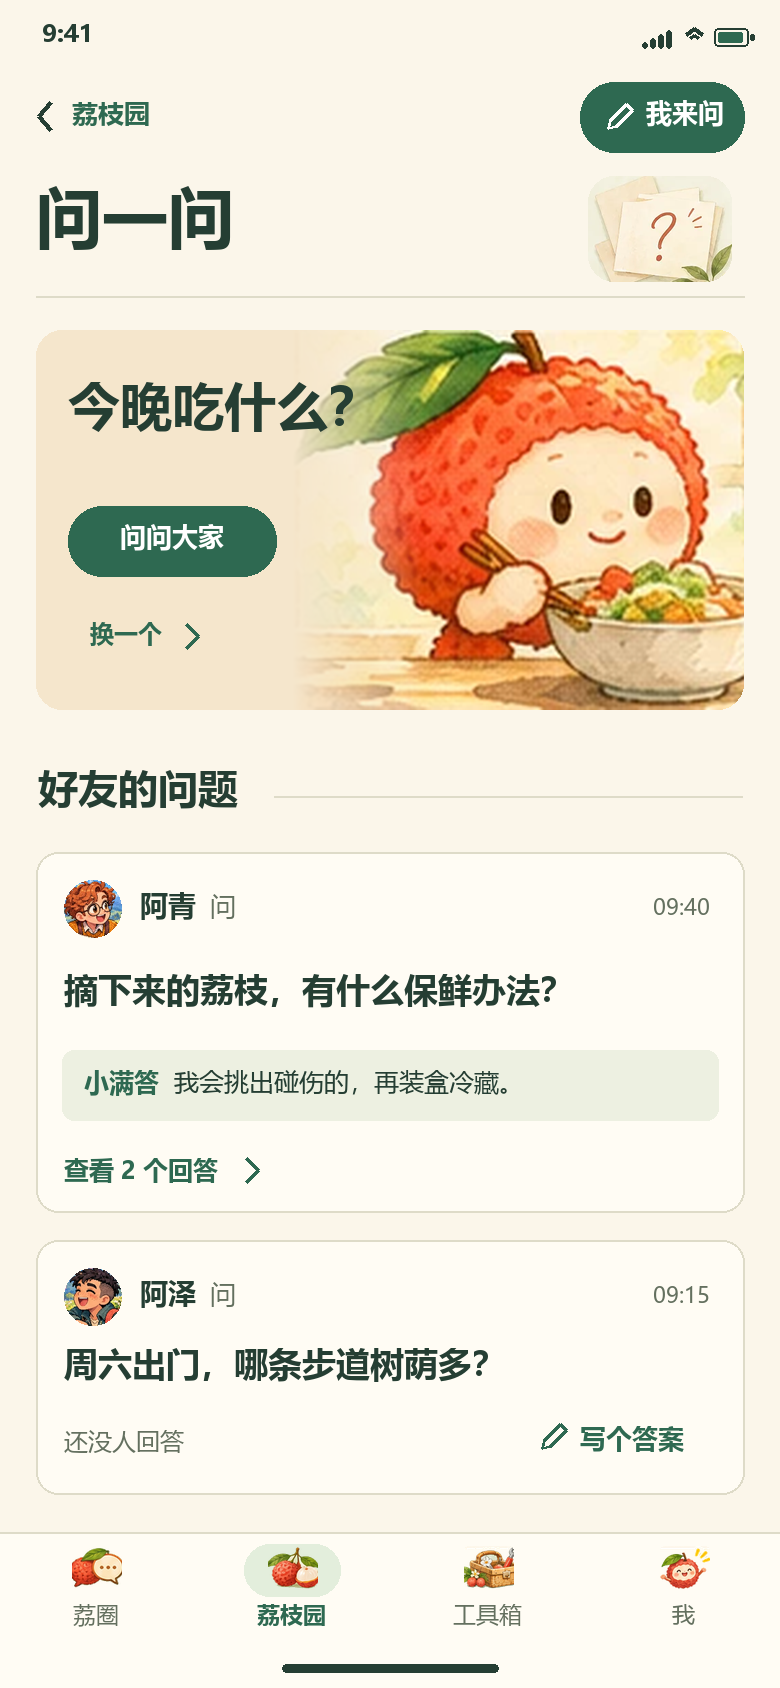 9:41
荔枝园
我来问
问一问
?
今晚吃什么？
问问大家
换一个
好友的问题
阿青 问 09:40
摘下来的荔枝，有什么保鲜办法？
小满答 我会挑出碰伤的，再装盒冷藏。
查看 2 个回答
阿泽 问 09:15
周六出门，哪条步道树荫多？
还没人回答 写个答案
荔圈 荔枝园 工具箱 我